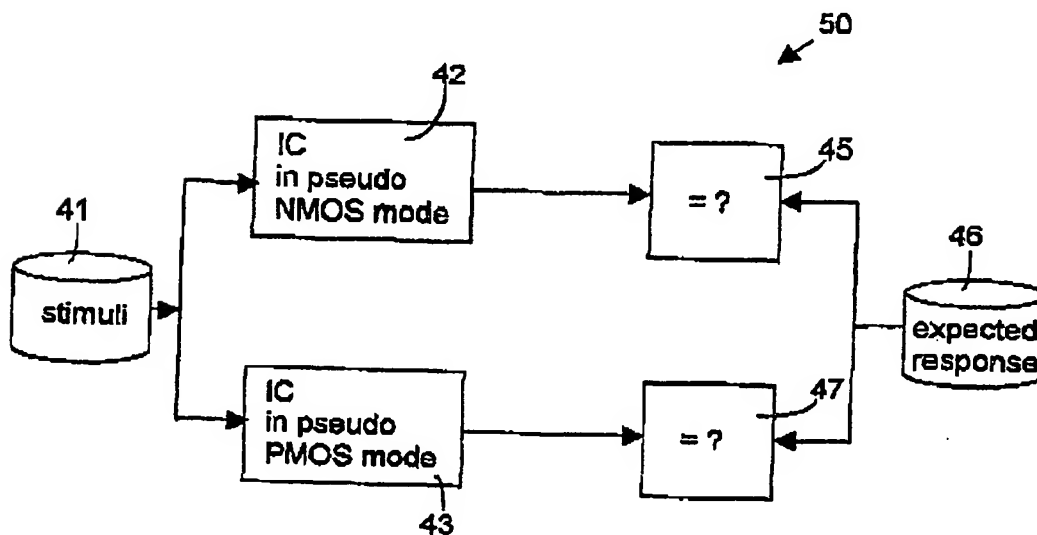 50
42
IC
in pseudo
NMOS mode
45
= ?
41
stimuli
46
expected
response
IC
in pseudo
PMOS mode
43
47
= ?